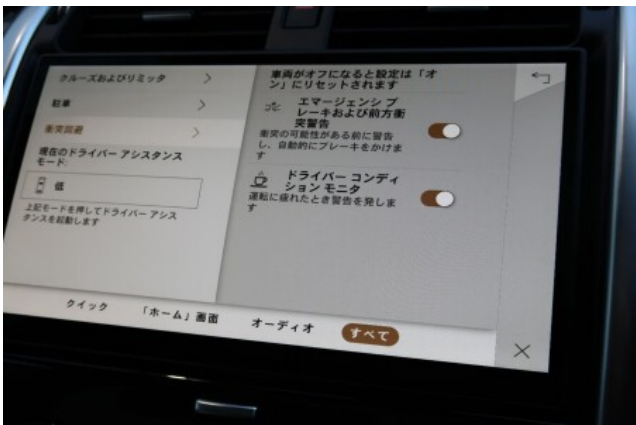 クルーズおよびリミッタ
駐車
衝突回避
現在のドライバー アシスタンス
モード:
低
上記モードを押してドライバー アシス
タンスを起動します
車両がオフになると設定は「オ
ン」にリセットされます
エマージェンシ ブ
レーキおよび前方衝
突警告
衝突の可能性がある前に警告
し、自動的にブレーキをかけま
す
ドライバー コンディ
ション モニタ
運転に疲れたとき警告を発しま
す
クイック
「ホーム」画面
オーディオ
すべて